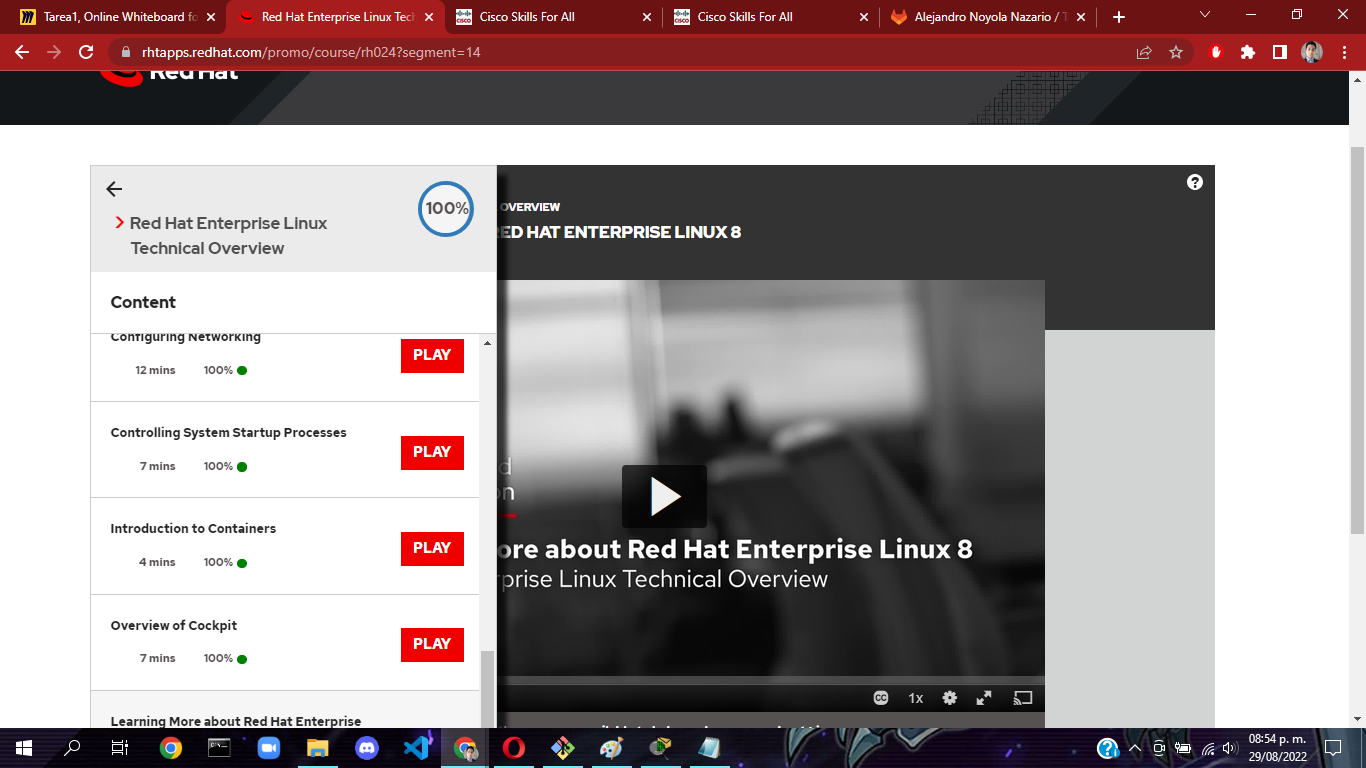 Tarea1, Online Whiteboard fo
Red Hat Enterprise Linux Tech
Cisco Skills For All
Cisco Skills For All
Alejandro Noyola Nazario / T
rhtapps.redhat.com/promo/course/rh024?segment=14
Red Hat
100%
Red Hat Enterprise Linux
Technical Overview
OVERVIEW
RED HAT ENTERPRISE LINUX 8
Content
Configuring Networking
12 mins 100%
PLAY
Controlling System Startup Processes
7 mins 100%
PLAY
Introduction to Containers
4 mins 100%
PLAY
Overview of Cockpit
7 mins 100%
PLAY
Learning More about Red Hat Enterprise
d
on
ore about Red Hat Enterprise Linux 8
rprise Linux Technical Overview
CC 1x
08:54 p. m.
29/08/2022